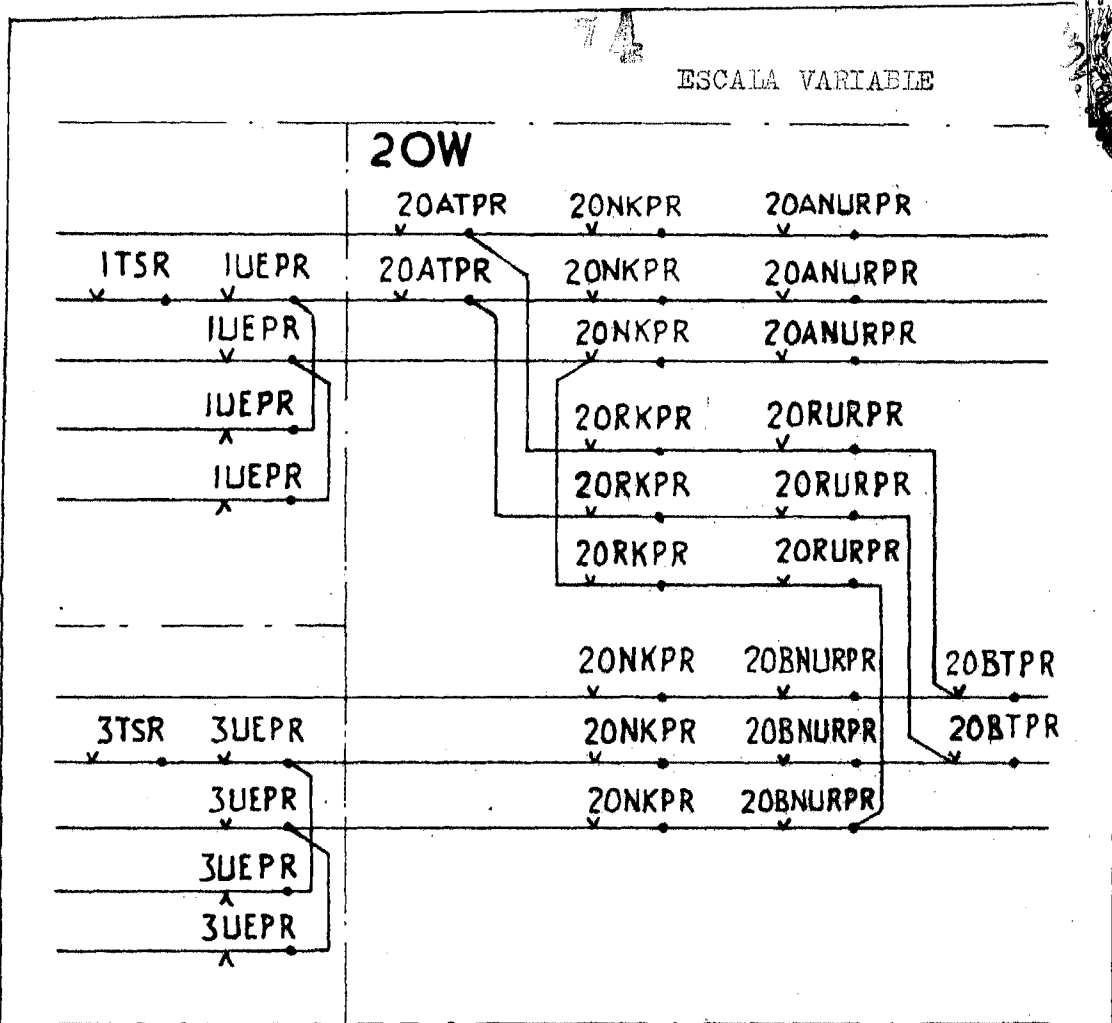 74
ESCALA VARIABLE
20W
20ATPR 20NKPR 20ANURPR
1TSR 1UEPR 20ATPR 20NKPR 20ANURPR
1UEPR 20NKPR 20ANURPR
1UEPR 20RKPR 20RURPR
1UEPR 20RKPR 20RURPR
20RKPR 20RURPR
20NKPR 20BNURPR 20BTPR
3TSR 3UEPR 20NKPR 20BNURPR 20BTPR
3UEPR 20NKPR 20BNURPR
3UEPR
3UEPR